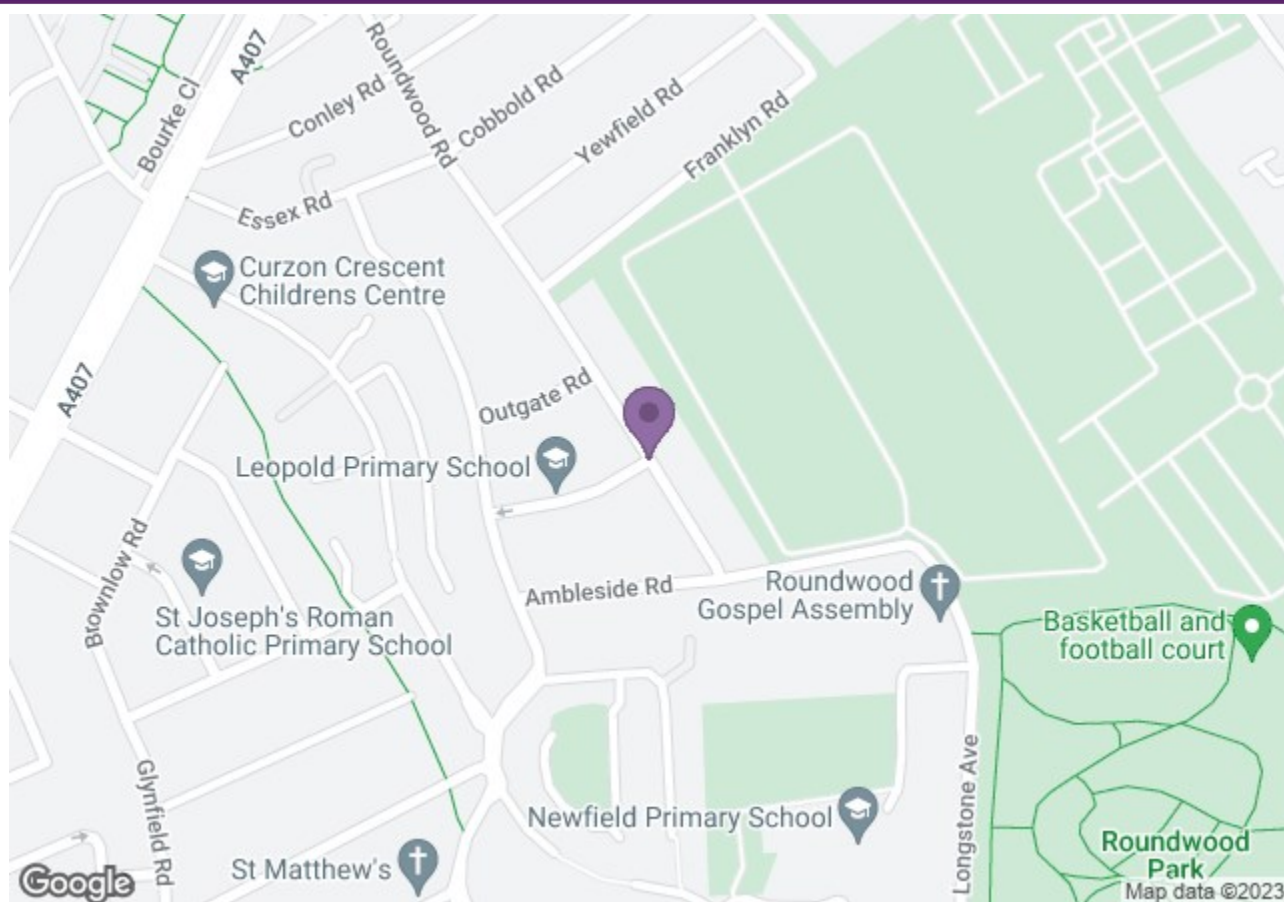 A407
Bourke Cl
Conley Rd
Roundwood Rd
Cobbold Rd
Yewfield Rd
Franklyn Rd
Essex Rd
Curzon Crescent
Childrens Centre
A407
Outgate Rd
Leopold Primary School
Brownlow Rd
St Joseph's Roman
Catholic Primary School
Ambleside Rd
Roundwood
Gospel Assembly
Basketball and
football court
Glynfield Rd
Longstone Ave
Newfield Primary School
St Matthew's
Roundwood
Park
Google
Map data ©2023